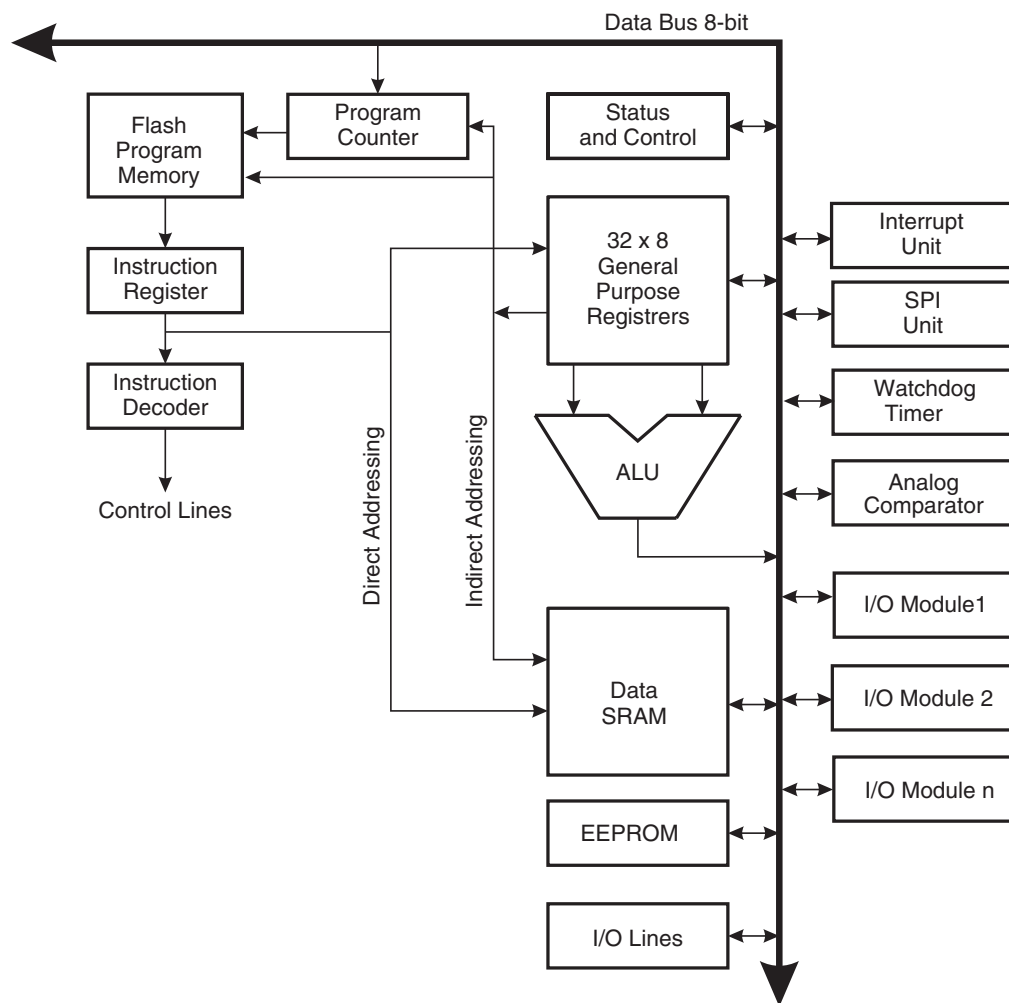 Data Bus 8-bit
Flash
Program
Memory
Program
Counter
Status
and Control
Instruction
Register
32 x 8
General
Purpose
Registrers
Interrupt
Unit
SPI
Unit
Instruction
Decoder
Watchdog
Timer
Control Lines
Direct Addressing
Indirect Addressing
ALU
Analog
Comparator
I/O Module1
Data
SRAM
I/O Module 2
I/O Module n
EEPROM
I/O Lines